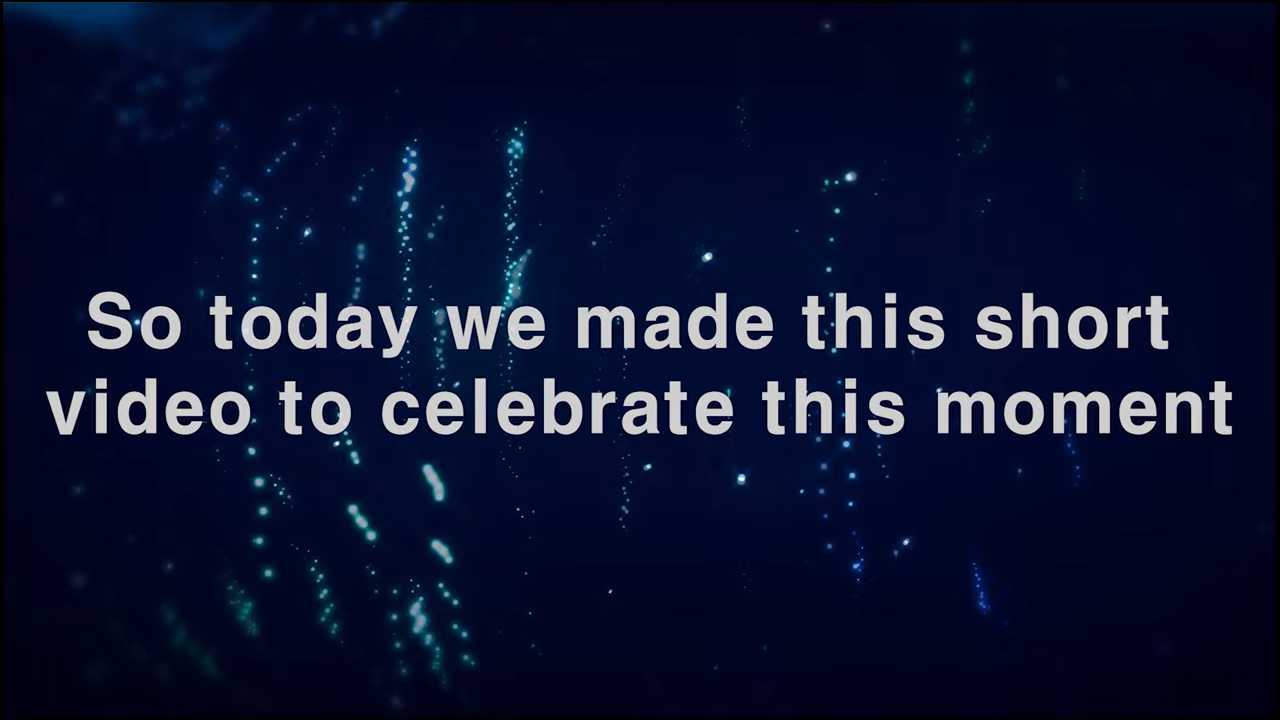 So today we made this short
video to celebrate this moment